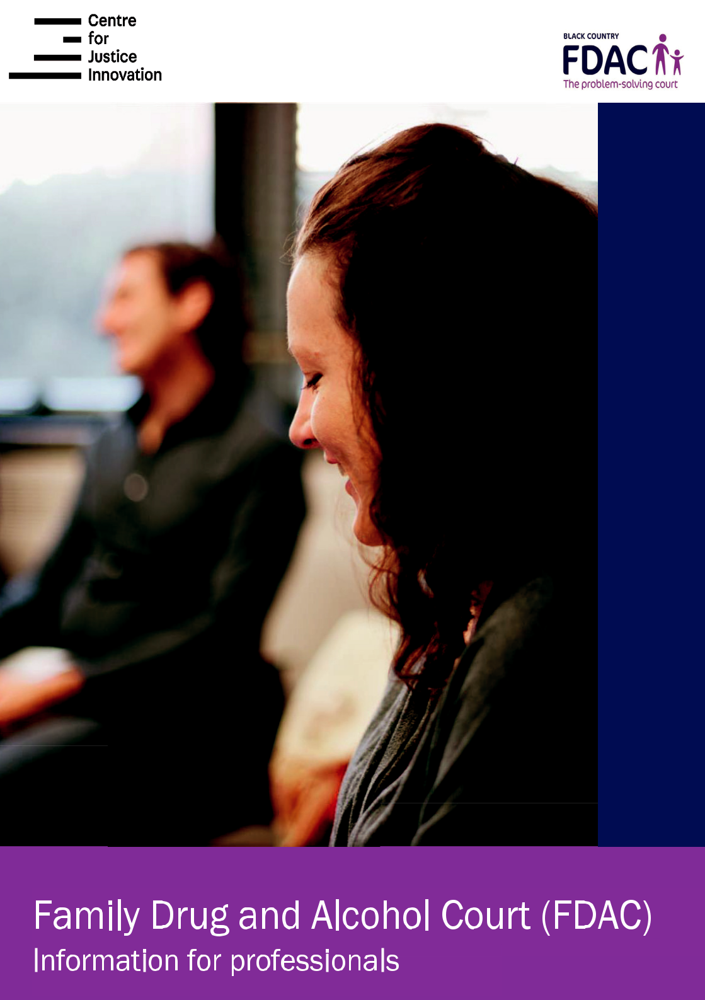 Centre
for
Justice
Innovation
BLACK COUNTRY
FDAC
The problem-solving court
Family Drug and Alcohol Court (FDAC)
Information for professionals